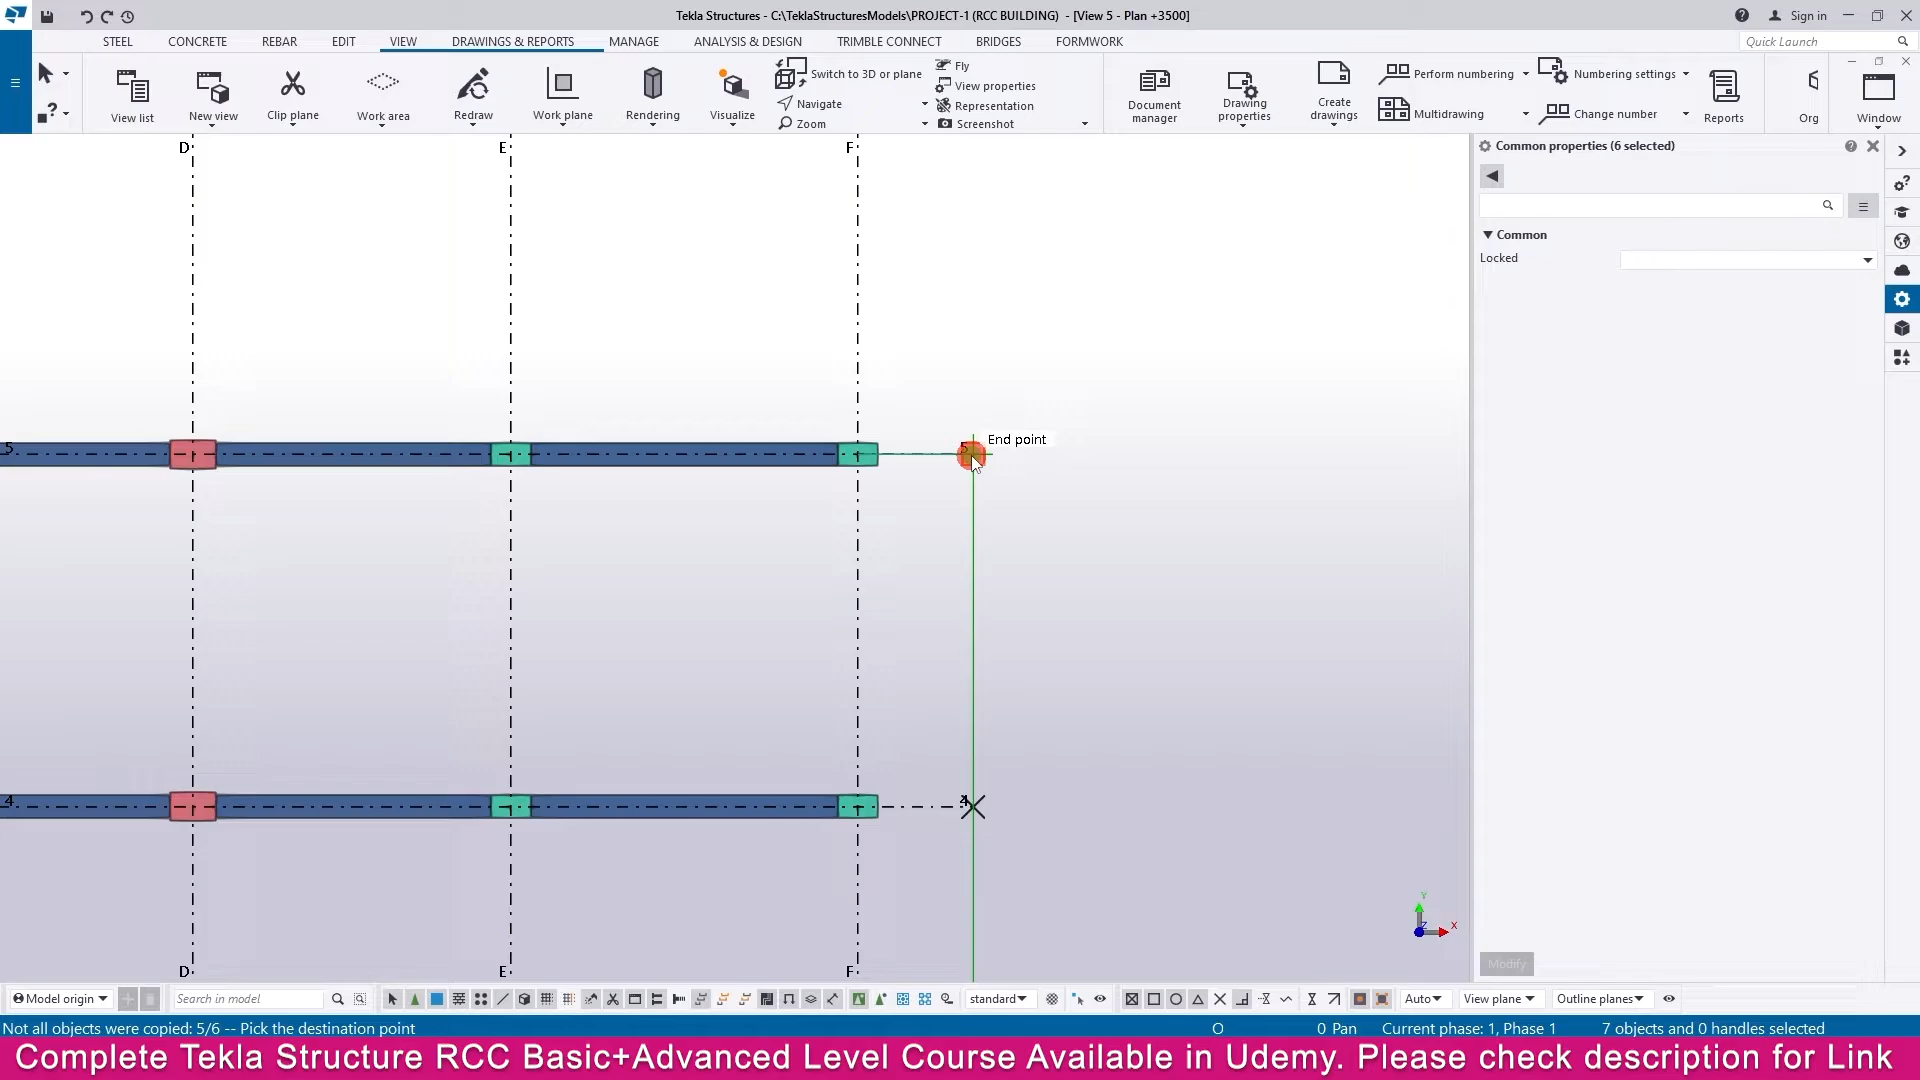 Tekla Structures - C:\TeklaStructuresModels\PROJECT-1 (RCC BUILDING) - [View 5 - Plan +3500]
Sign in
STEEL CONCRETE REBAR EDIT VIEW DRAWINGS & REPORTS MANAGE ANALYSIS & DESIGN TRIMBLE CONNECT BRIDGES FORMWORK
Quick Launch
View list
New view
Clip plane
Work area
Redraw
Work plane
Rendering
Visualize
Switch to 3D or plane
Navigate
Zoom
Fly
View properties
Representation
Screenshot
Document
manager
Drawing
properties
Create
drawings
Perform numbering
Multidrawing
Numbering settings
Change number
Reports
Org
Window
Common properties (6 selected)
Common
Locked
Modify
D E F
5 5
End point
4 4
D E F
Y
Z X
Model origin
Search in model
standard
Auto
View plane
Outline planes
Not all objects were copied: 5/6 -- Pick the destination point
O
0 Pan
Current phase: 1, Phase 1
7 objects and 0 handles selected
Complete Tekla Structure RCC Basic+Advanced Level Course Available in Udemy. Please check description for Link